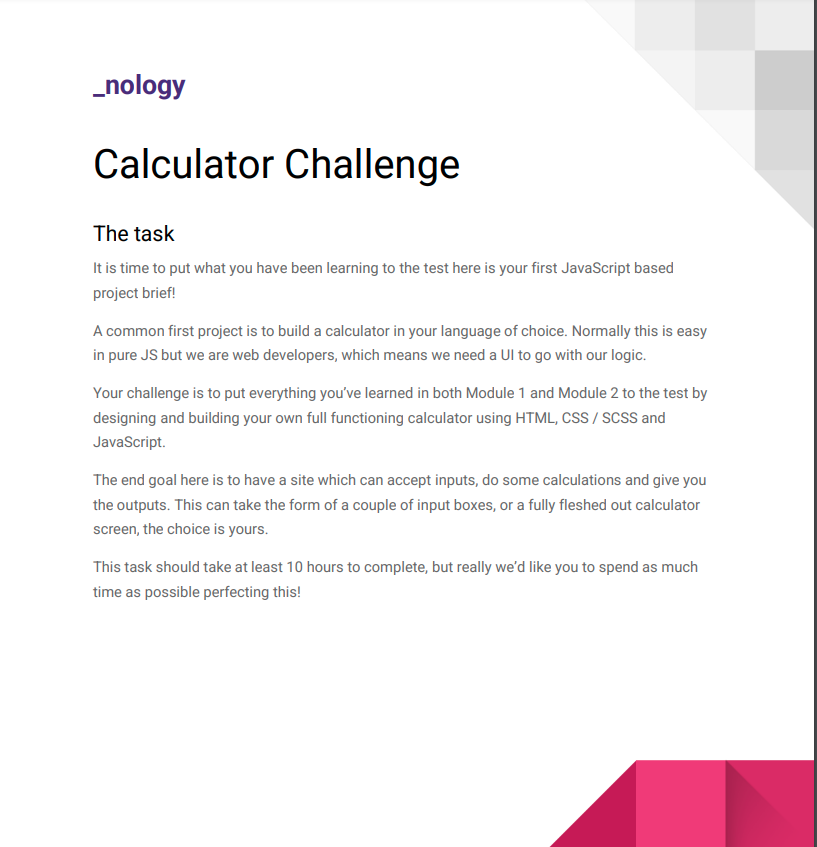 _nology
Calculator Challenge
The task
It is time to put what you have been learning to the test here is your first JavaScript based
project brief!
A common first project is to build a calculator in your language of choice. Normally this is easy
in pure JS but we are web developers, which means we need a UI to go with our logic.
Your challenge is to put everything you’ve learned in both Module 1 and Module 2 to the test by
designing and building your own full functioning calculator using HTML, CSS / SCSS and
JavaScript.
The end goal here is to have a site which can accept inputs, do some calculations and give you
the outputs. This can take the form of a couple of input boxes, or a fully fleshed out calculator
screen, the choice is yours.
This task should take at least 10 hours to complete, but really we’d like you to spend as much
time as possible perfecting this!